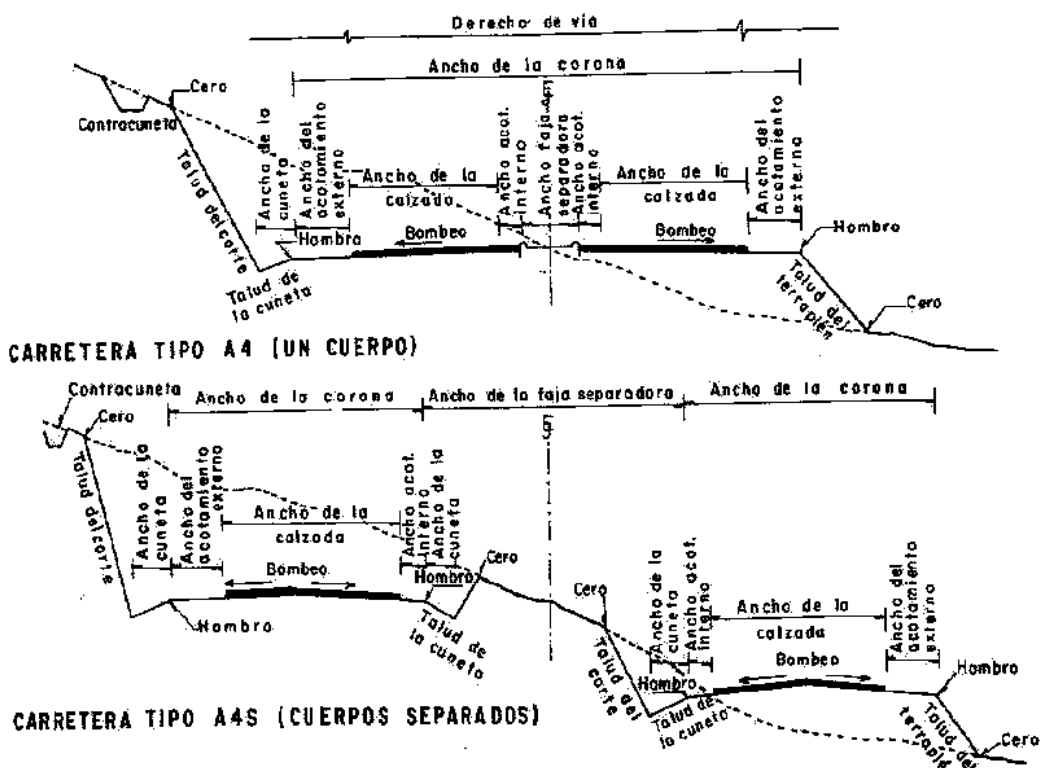 Derecho de vía
Ancho de la corona
Cero
Contracuneta
Talud del corte
Ancho de la
cuneta
Ancho del
acotamiento
externo
Ancho de la
calzada
Ancho acot.
interno
Ancho faja
separadora
Ancho acot.
interno
Ancho de la
calzada
Ancho del
acotamiento
externo
Hombro
Bombeo
Bombeo
Hombro
Talud de
la cuneta
Talud del
terraplén
Cero
CARRETERA TIPO A4 (UN CUERPO)
Contracuneta
Cero
Ancho de la corona
Ancho de la faja separadora
Ancho de la corona
Talud del corte
Ancho de la
cuneta
Ancho del
acotamiento
externo
Ancho de la
calzada
Ancho acot.
interno
Ancho de la
cuneta
Bombeo
Hombro
Cero
Hombro
Talud de
la cuneta
Cero
Talud del
corte
Ancho de la
cuneta
Ancho acot.
interno
Ancho de la
calzada
Ancho del
acotamiento
externo
Hombro
Bombeo
Hombro
Talud de
la cuneta
Talud del
Cero
CARRETERA TIPO A4S (CUERPOS SEPARADOS)